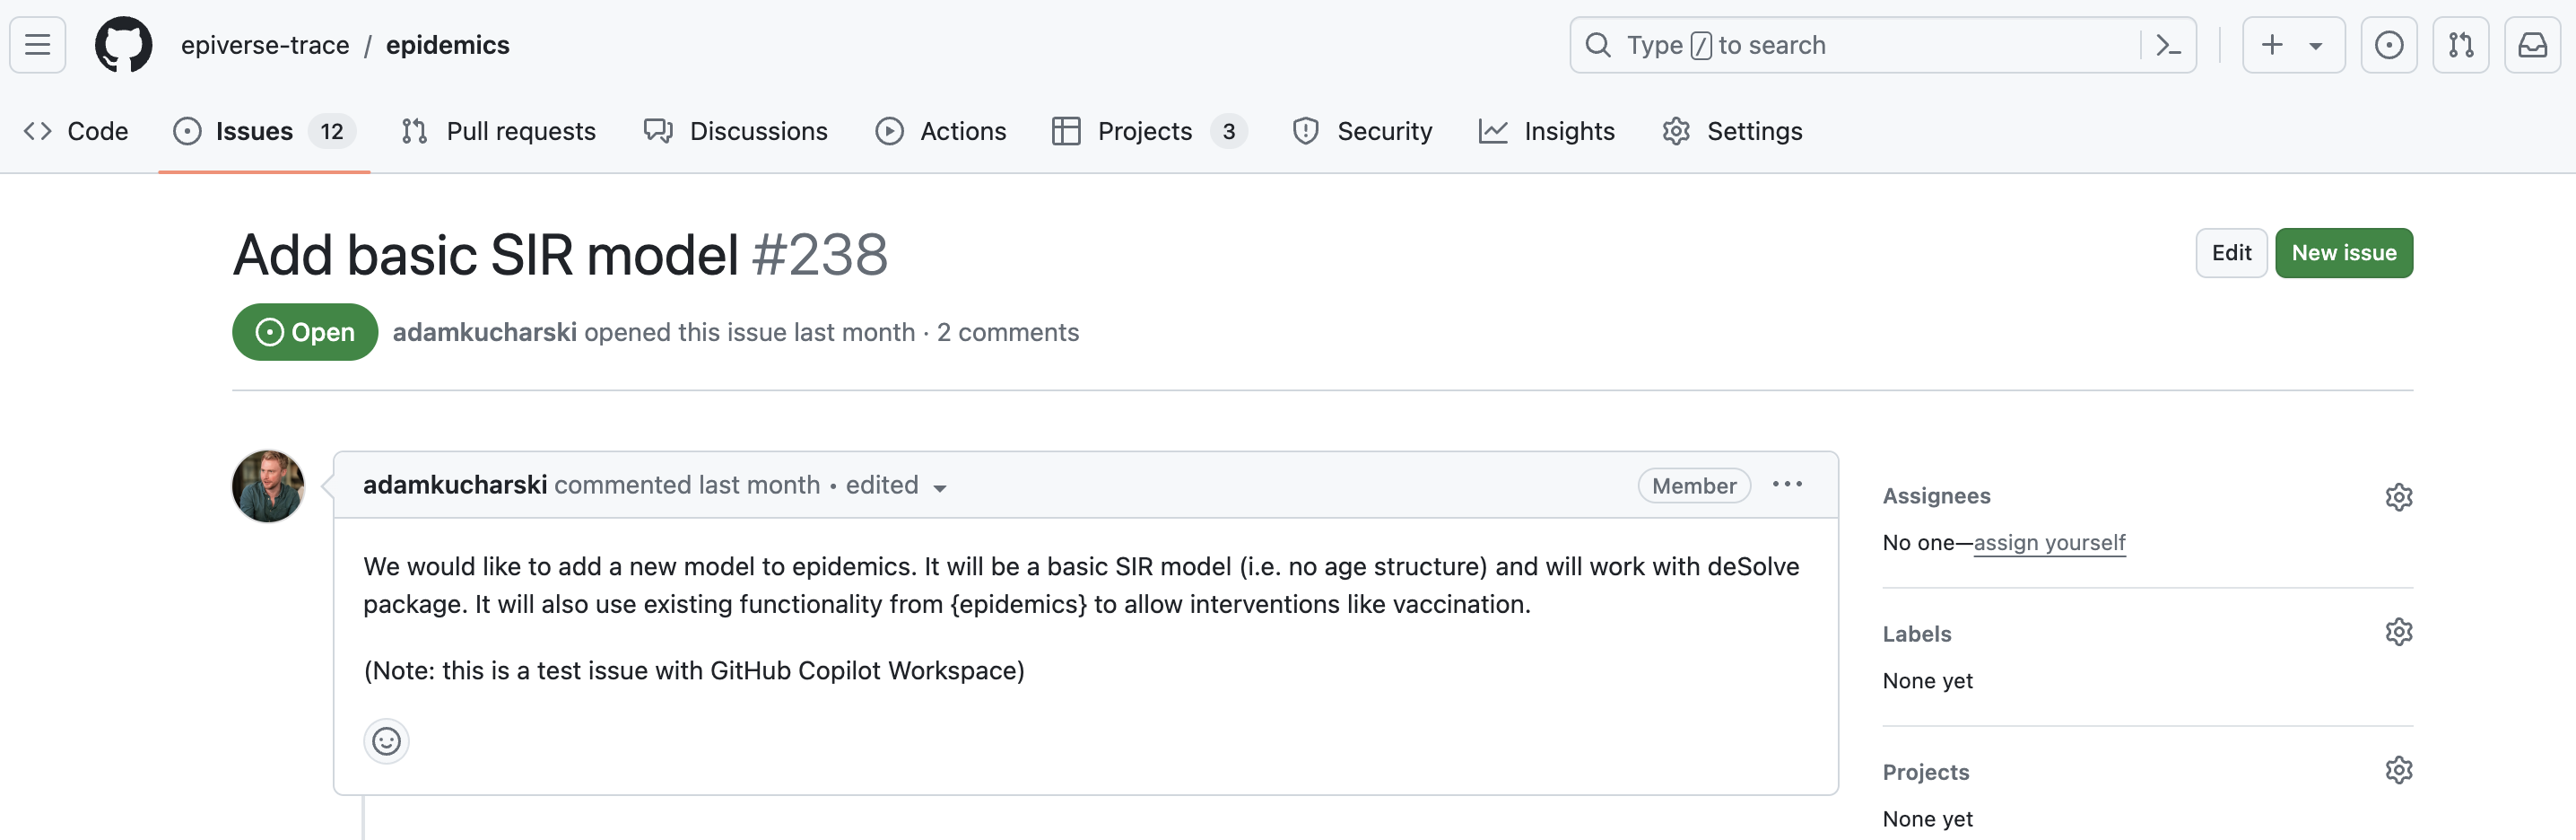 epiverse-trace / epidemics
Type / to search
Code
Issues 12
Pull requests
Discussions
Actions
Projects 3
Security
Insights
Settings
Add basic SIR model #238
Edit
New issue
Open
adamkucharski opened this issue last month · 2 comments
adamkucharski commented last month • edited
Member
We would like to add a new model to epidemics. It will be a basic SIR model (i.e. no age structure) and will work with deSolve
package. It will also use existing functionality from {epidemics} to allow interventions like vaccination.
(Note: this is a test issue with GitHub Copilot Workspace)
Assignees
No one—assign yourself
Labels
None yet
Projects
None yet